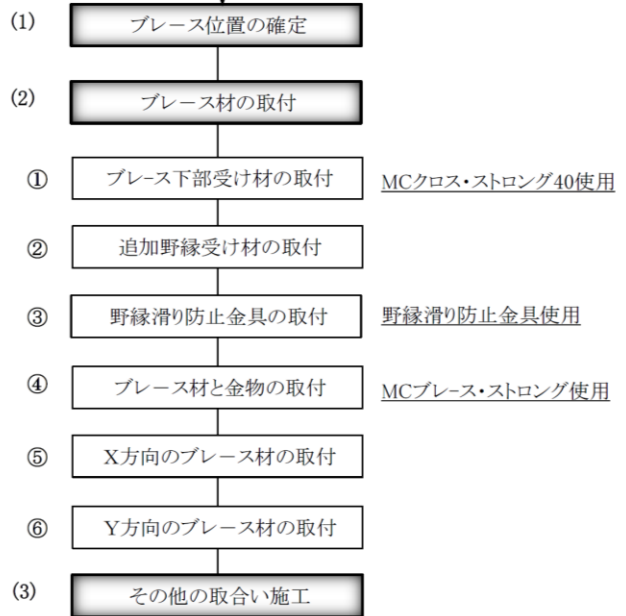 (1) ブレース位置の確定
(2) ブレース材の取付
① ブレース下部受け材の取付 MCクロス・ストロング40使用
② 追加野縁受け材の取付
③ 野縁滑り防止金具の取付 野縁滑り防止金具使用
④ ブレース材と金物の取付 MCブレース・ストロング使用
⑤ X方向のブレース材の取付
⑥ Y方向のブレース材の取付
(3) その他の取合い施工